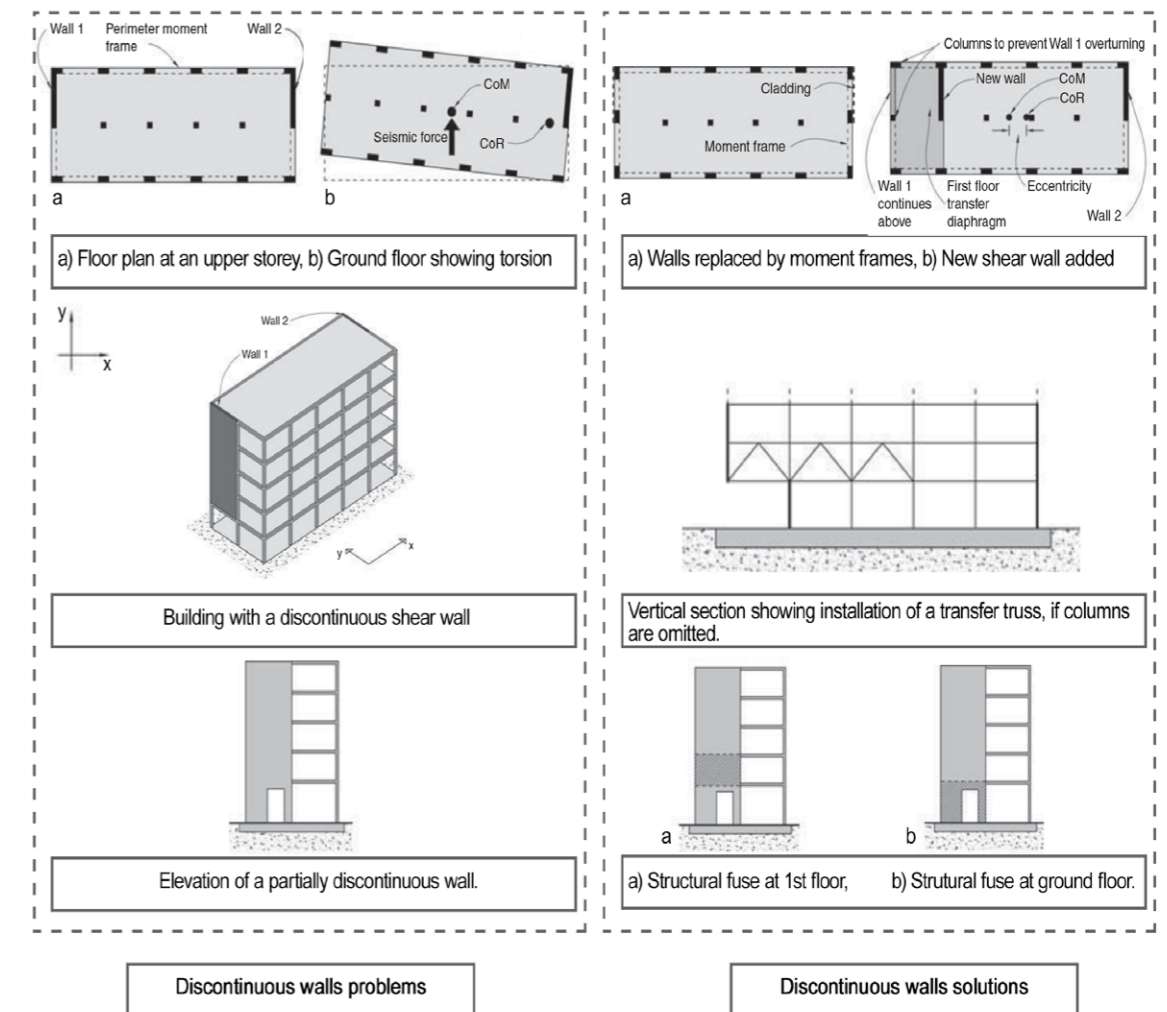 Wall 1
Perimeter moment
frame
Wall 2
CoM
Seismic force
CoR
a
b
a) Floor plan at an upper storey, b) Ground floor showing torsion
y
x
Wall 2
Wall 1
y
x
Building with a discontinuous shear wall
Elevation of a partially discontinuous wall.
Discontinuous walls problems
Cladding
Moment frame
a
Columns to prevent Wall 1 overturning
New wall
CoM
CoR
Wall 1
continues
above
First floor
transfer
diaphragm
Eccentricity
Wall 2
a) Walls replaced by moment frames, b) New shear wall added
Vertical section showing installation of a transfer truss, if columns
are omitted.
a
b
a) Structural fuse at 1st floor,
b) Strutural fuse at ground floor.
Discontinuous walls solutions